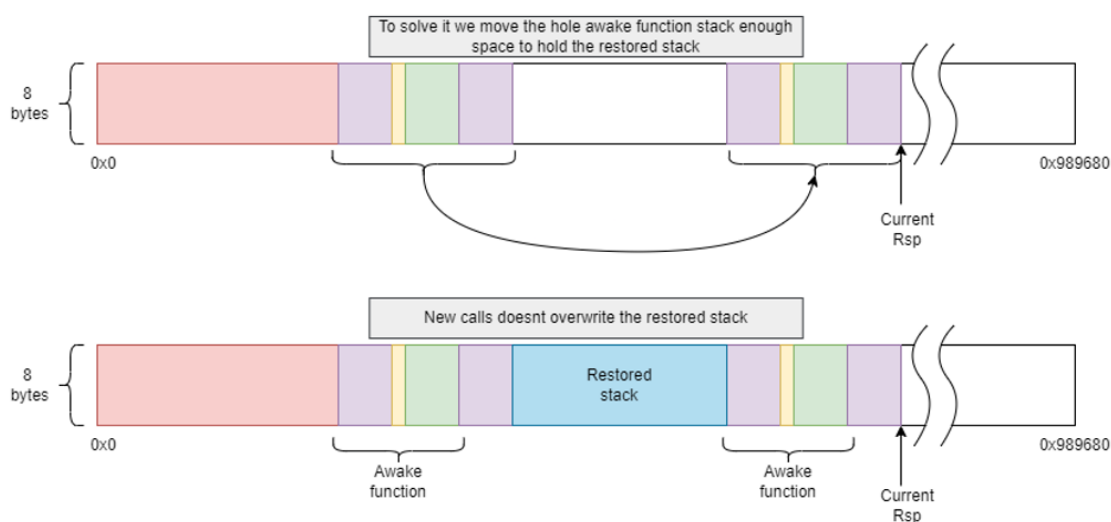 To solve it we move the hole awake function stack enough
space to hold the restored stack
8
bytes
0x0
0x989680
Current
Rsp
New calls doesnt overwrite the restored stack
8
bytes
Restored
stack
0x0
0x989680
Awake
function
Awake
function
Current
Rsp